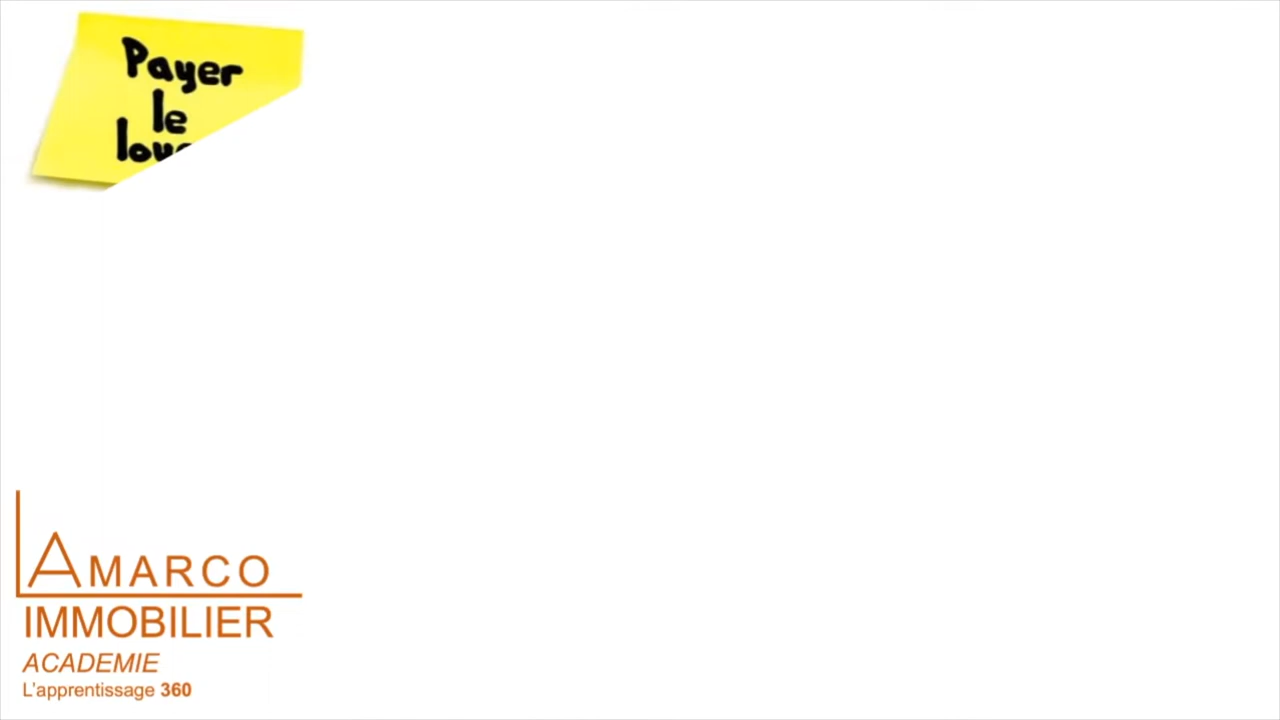 Payer
le
AMARCO
IMMOBILIER
ACADEMIE
L'apprentissage 360